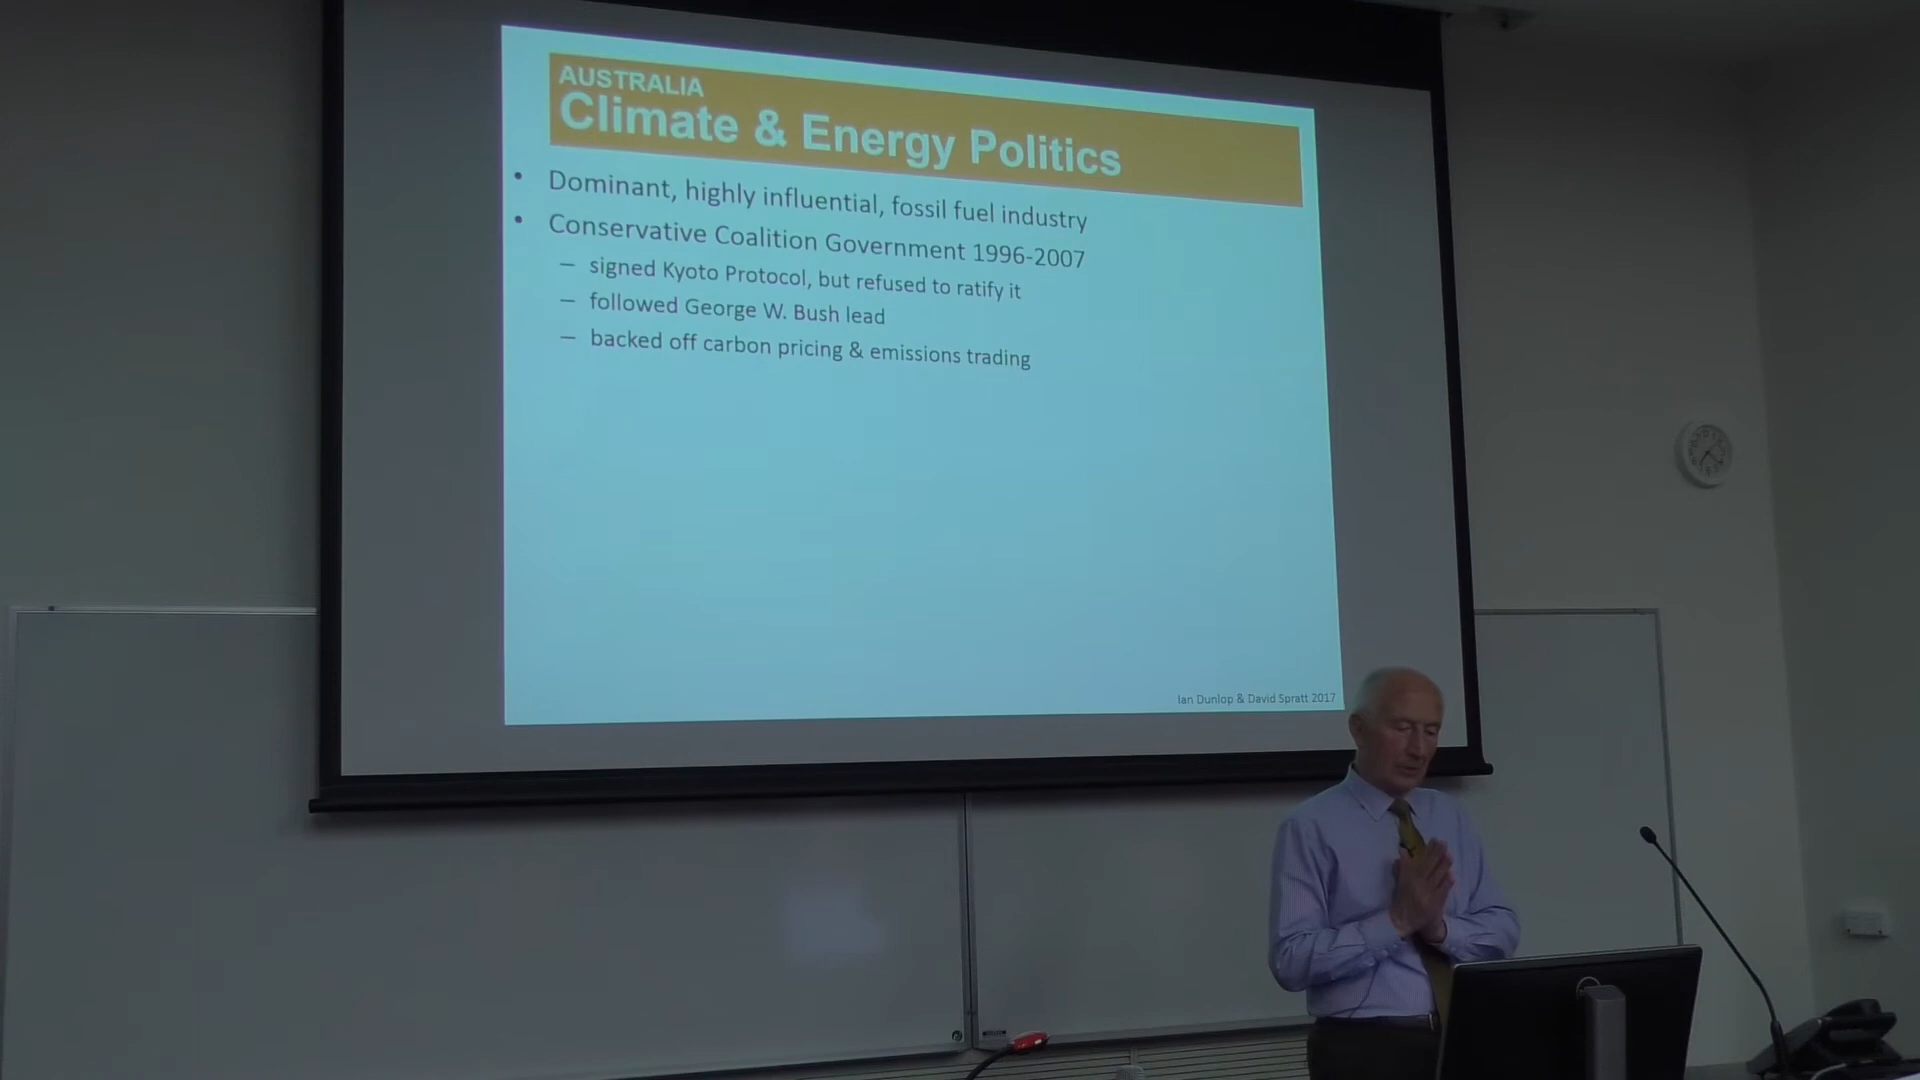 AUSTRALIA
Climate & Energy Politics
• Dominant, highly influential, fossil fuel industry
• Conservative Coalition Government 1996-2007
– signed Kyoto Protocol, but refused to ratify it
– followed George W. Bush lead
– backed off carbon pricing & emissions trading
Ian Dunlop & David Spratt 2017